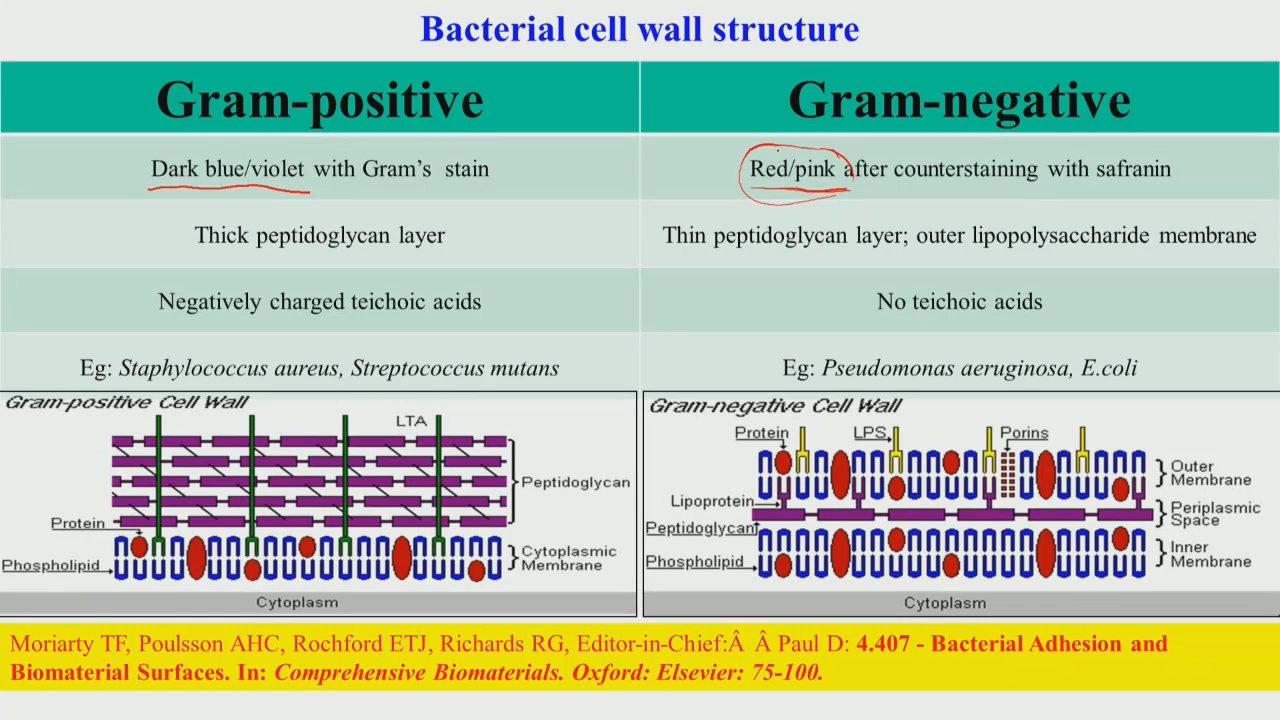 Bacterial cell wall structure
Gram-positive
Gram-negative
Dark blue/violet with Gram’s stain
Red/pink after counterstaining with safranin
Thick peptidoglycan layer
Thin peptidoglycan layer; outer lipopolysaccharide membrane
Negatively charged teichoic acids
No teichoic acids
Eg: Staphylococcus aureus, Streptococcus mutans
Eg: Pseudomonas aeruginosa, E.coli
Gram-positive Cell Wall
LTA
Peptidoglycan
Protein
Cytoplasmic
Membrane
Phospholipid
Cytoplasm
Gram-negative Cell Wall
Protein
LPS
Porins
Outer
Membrane
Lipoprotein
Periplasmic
Space
Peptidoglycan
Inner
Membrane
Phospholipid
Cytoplasm
Moriarty TF, Poulsson AHC, Rochford ETJ, Richards RG, Editor-in-Chief:Â Â Paul D: 4.407 - Bacterial Adhesion and
Biomaterial Surfaces. In: Comprehensive Biomaterials. Oxford: Elsevier: 75-100.